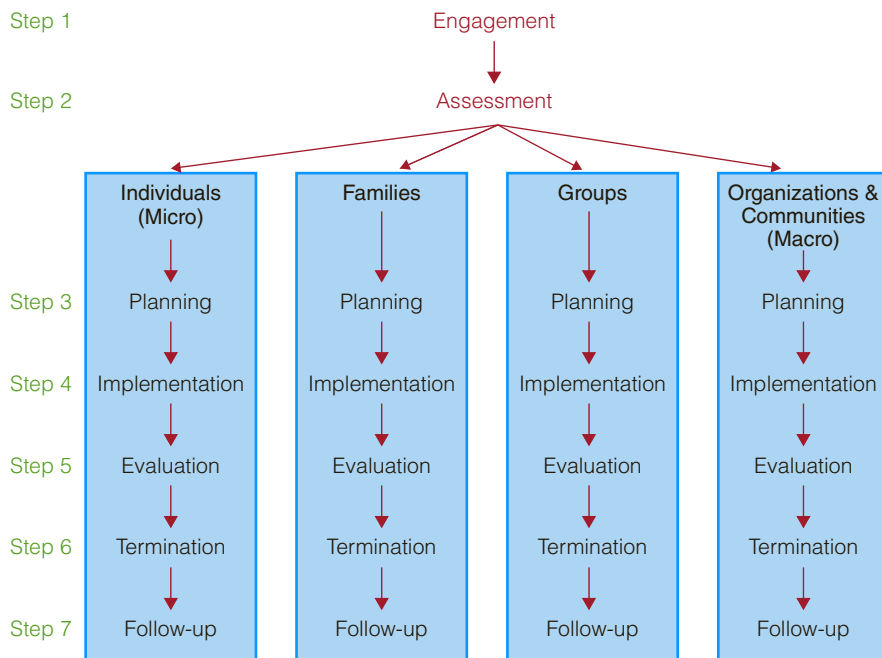 Step 1 Engagement
Step 2 Assessment
Individuals
(Micro)
Families
Groups
Organizations &
Communities
(Macro)
Step 3 Planning Planning Planning Planning
Step 4 Implementation Implementation Implementation Implementation
Step 5 Evaluation Evaluation Evaluation Evaluation
Step 6 Termination Termination Termination Termination
Step 7 Follow-up Follow-up Follow-up Follow-up